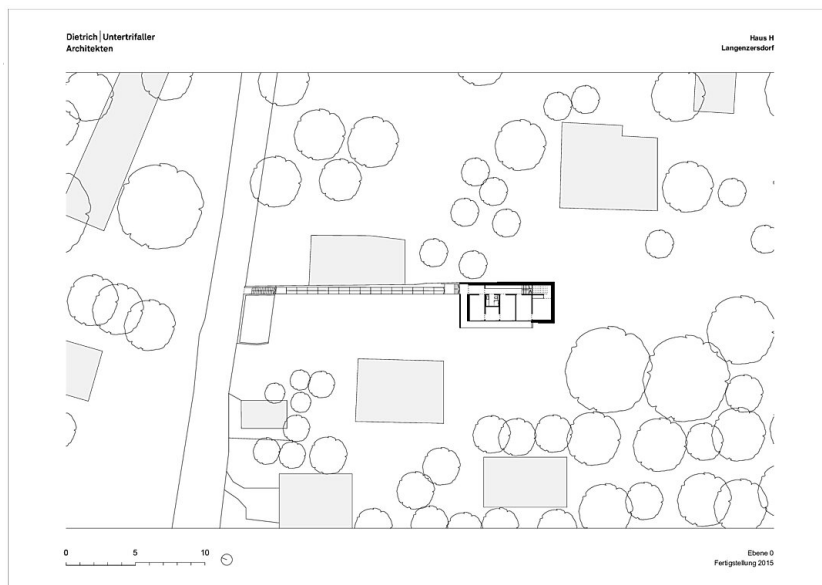 Dietrich | Untertrifaller
Architekten
Haus H
Langenzersdorf
0 5 10
Ebene 0
Fertigstellung 2015